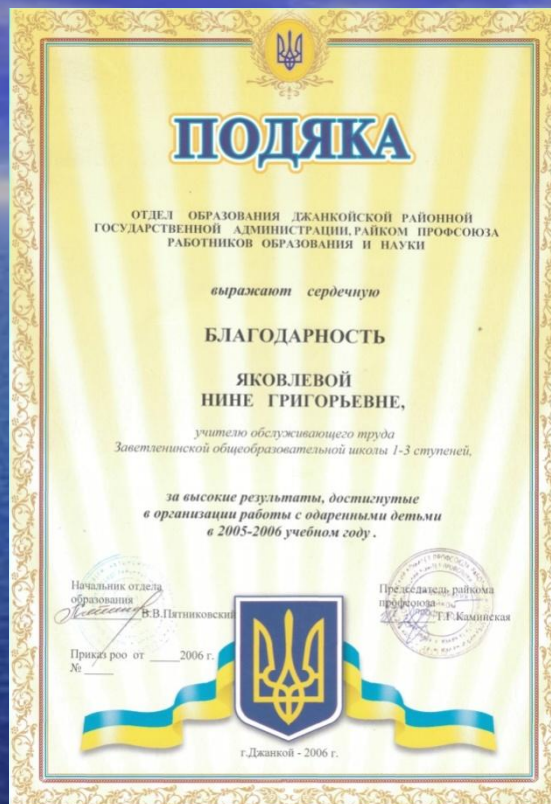 ПОДЯКА
ОТДЕЛ ОБРАЗОВАНИЯ ДЖАНКОЙСКОЙ РАЙОННОЙ
ГОСУДАРСТВЕННОЙ АДМИНИСТРАЦИИ, РАЙКОМ ПРОФСОЮЗА
РАБОТНИКОВ ОБРАЗОВАНИЯ И НАУКИ
выражают сердечную
БЛАГОДАРНОСТЬ
ЯКОВЛЕВОЙ
НИНЕ ГРИГОРЬЕВНЕ,
учителю обслуживающего труда
Заветленинской общеобразовательной школы 1-3 ступеней,
за высокие результаты, достигнутые
в организации работы с одаренными детьми
в 2005-2006 учебном году .
Начальник отдела
образования
В.В.Пятниковский
Приказ роо от _____2006 г.
№ _____
Председатель райкома
профсоюза
Т.Г.Каминская
г.Джанкой - 2006 г.